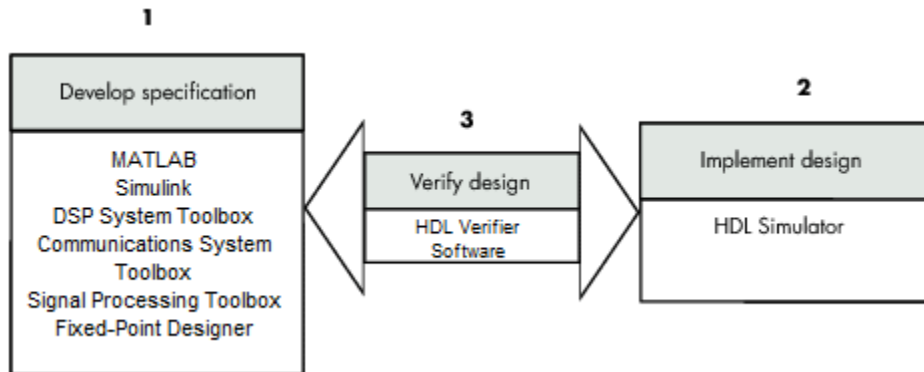 1
Develop specification
MATLAB
Simulink
DSP System Toolbox
Communications System
Toolbox
Signal Processing Toolbox
Fixed-Point Designer
3
Verify design
HDL Verifier
Software
2
Implement design
HDL Simulator